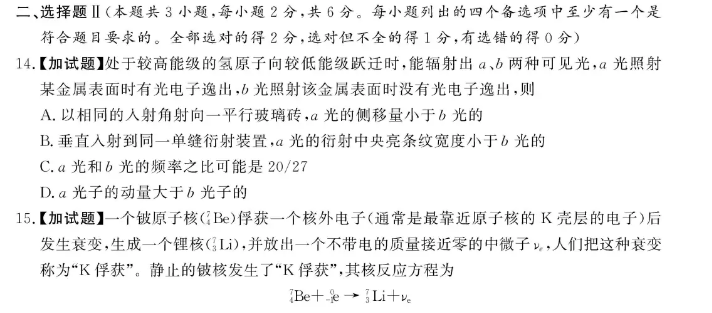 二、选择题Ⅱ(本题共3小题,每小题2分,共6分。每小题列出的四个备选项中至少有一个是
符合题目要求的。全部选对的得2分,选对但不全的得1分,有选错的得0分)
14.【加试题】处于较高能级的氢原子向较低能级跃迁时,能辐射出a、b两种可见光,a光照射
某金属表面时有光电子逸出,b光照射该金属表面时没有光电子逸出,则
A.以相同的入射角射向一平行玻璃砖,a光的侧移量小于b光的
B.垂直入射到同一单缝衍射装置,a光的衍射中央亮条纹宽度小于b光的
C.a光和b光的频率之比可能是20/27
D.a光子的动量大于b光子的
15.【加试题】一个铍原子核(⁷₄Be)俘获一个核外电子(通常是最靠近原子核的K壳层的电子)后
发生衰变,生成一个锂核(⁷₃Li),并放出一个不带电的质量接近零的中微子νₑ,人们把这种衰变
称为“K俘获”。静止的铍核发生了“K俘获”,其核反应方程为
⁷₄Be+⁰₋₁e→⁷₃Li+νₑ